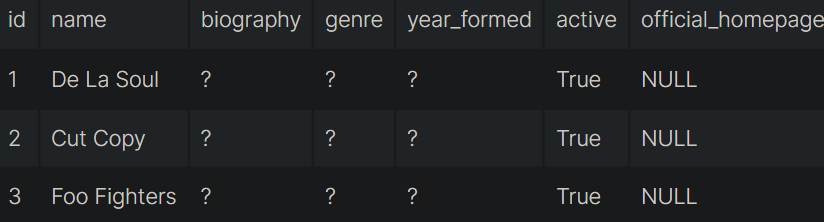 id name biography genre year_formed active official_homepage
1 De La Soul ? ? ? True NULL
2 Cut Copy ? ? ? True NULL
3 Foo Fighters ? ? ? True NULL